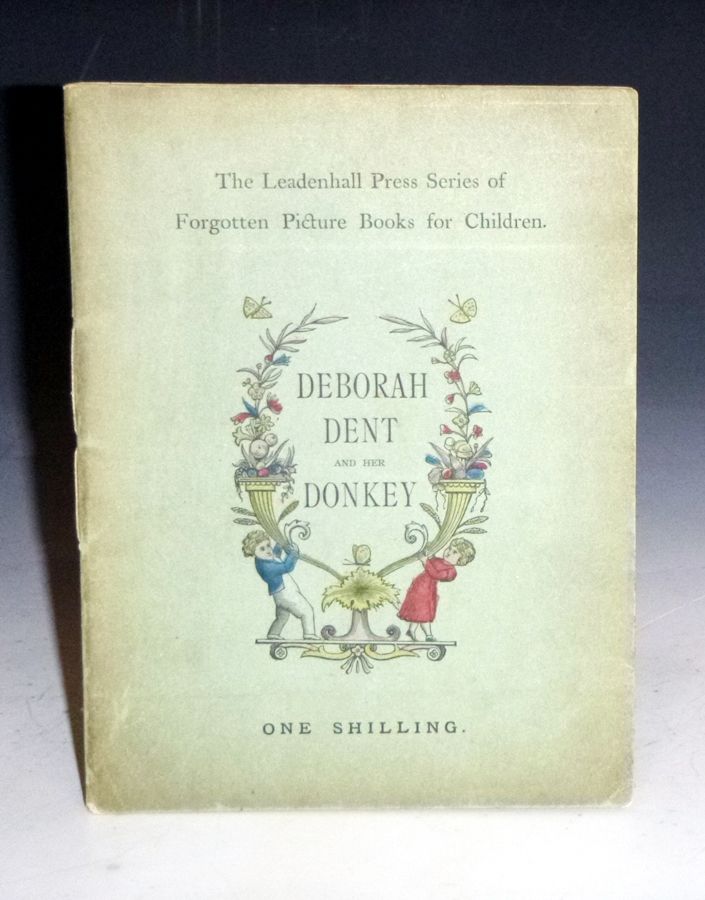 The Leadenhall Press Series of
Forgotten Picture Books for Children.
DEBORAH
DENT
AND HER
DONKEY
ONE SHILLING.